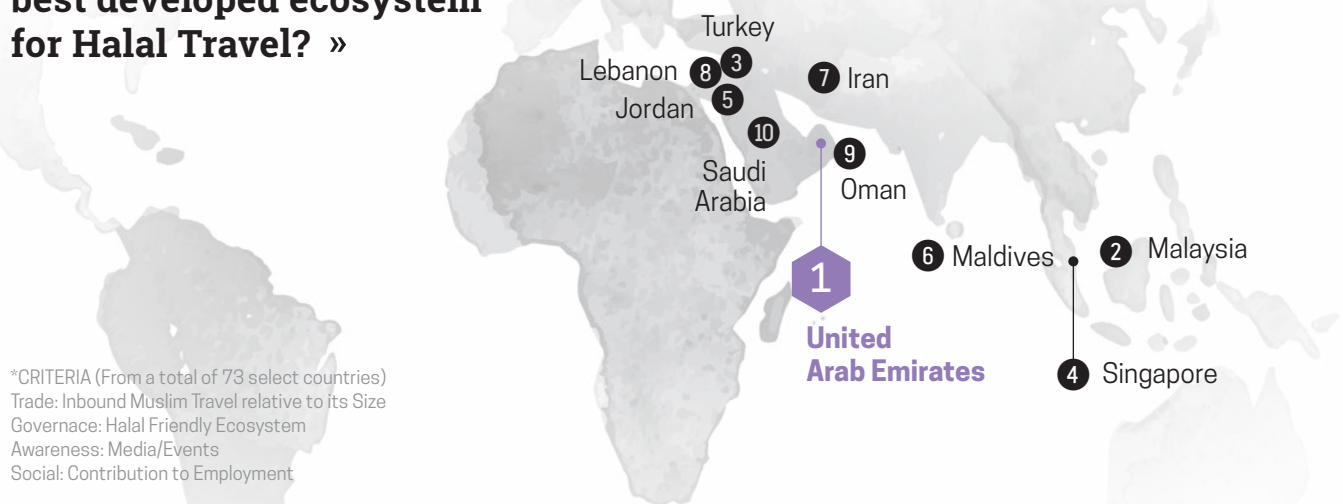 best developed ecosystem
for Halal Travel? »
Turkey
3
Lebanon 8
7 Iran
Jordan 5
10
Saudi
Arabia
9
Oman
6 Maldives
2 Malaysia
1
United
Arab Emirates
4 Singapore
*CRITERIA (From a total of 73 select countries)
Trade: Inbound Muslim Travel relative to its Size
Governace: Halal Friendly Ecosystem
Awareness: Media/Events
Social: Contribution to Employment